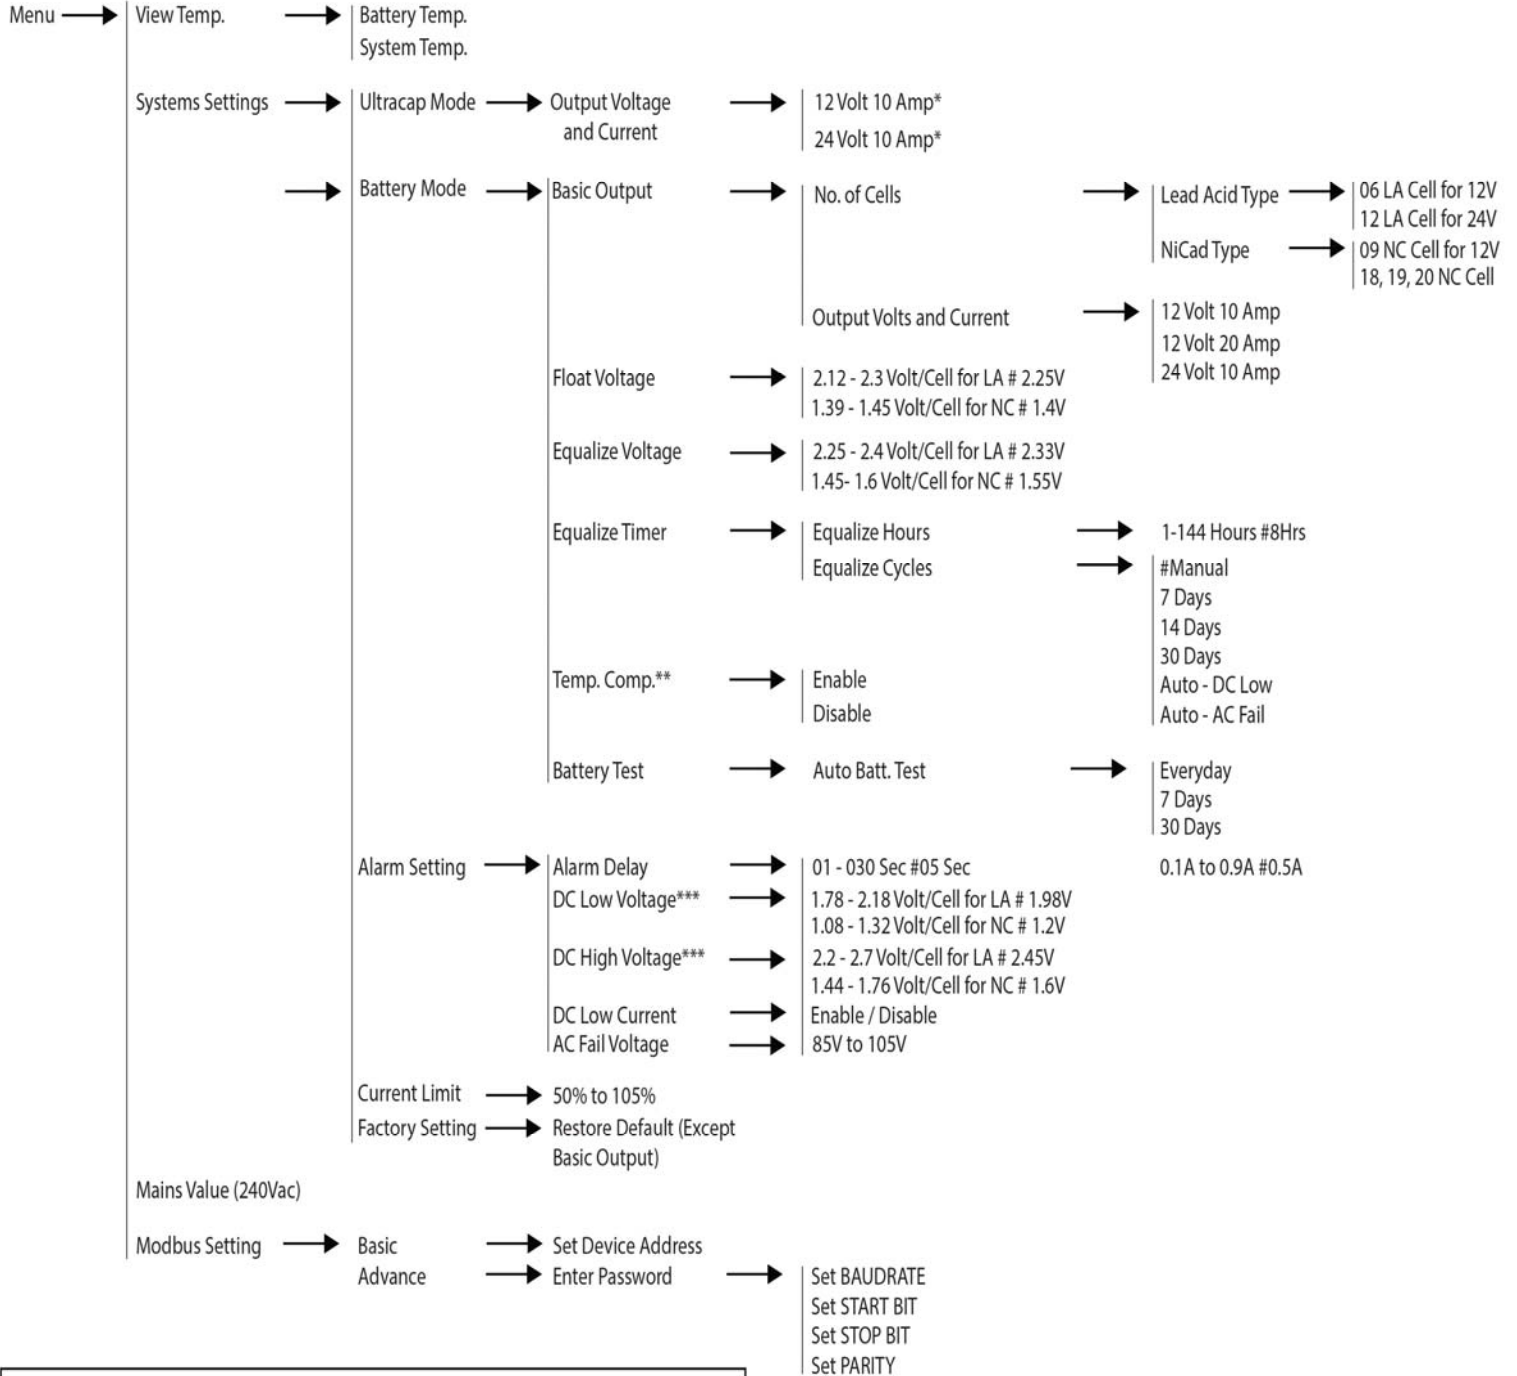 Menu
View Temp.
Battery Temp.
System Temp.
Systems Settings
Ultracap Mode
Output Voltage
and Current
12 Volt 10 Amp*
24 Volt 10 Amp*
Battery Mode
Basic Output
No. of Cells
Lead Acid Type
06 LA Cell for 12V
12 LA Cell for 24V
NiCad Type
09 NC Cell for 12V
18, 19, 20 NC Cell
Output Volts and Current
12 Volt 10 Amp
12 Volt 20 Amp
24 Volt 10 Amp
Float Voltage
2.12 - 2.3 Volt/Cell for LA # 2.25V
1.39 - 1.45 Volt/Cell for NC # 1.4V
Equalize Voltage
2.25 - 2.4 Volt/Cell for LA # 2.33V
1.45- 1.6 Volt/Cell for NC # 1.55V
Equalize Timer
Equalize Hours
1-144 Hours #8Hrs
Equalize Cycles
#Manual
7 Days
14 Days
30 Days
Auto - DC Low
Auto - AC Fail
Temp. Comp.**
Enable
Disable
Battery Test
Auto Batt. Test
Everyday
7 Days
30 Days
Alarm Setting
Alarm Delay
01 - 030 Sec #05 Sec
0.1A to 0.9A #0.5A
DC Low Voltage***
1.78 - 2.18 Volt/Cell for LA # 1.98V
1.08 - 1.32 Volt/Cell for NC # 1.2V
DC High Voltage***
2.2 - 2.7 Volt/Cell for LA # 2.45V
1.44 - 1.76 Volt/Cell for NC # 1.6V
DC Low Current
Enable / Disable
AC Fail Voltage
85V to 105V
Current Limit
50% to 105%
Factory Setting
Restore Default (Except
Basic Output)
Mains Value (240Vac)
Modbus Setting
Basic
Set Device Address
Advance
Enter Password
Set BAUDRATE
Set START BIT
Set STOP BIT
Set PARITY